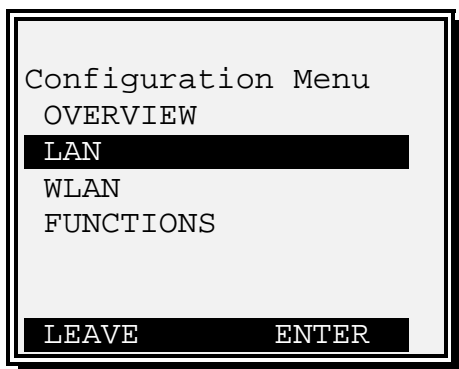 Configuration Menu
OVERVIEW
LAN
WLAN
FUNCTIONS
LEAVE ENTER